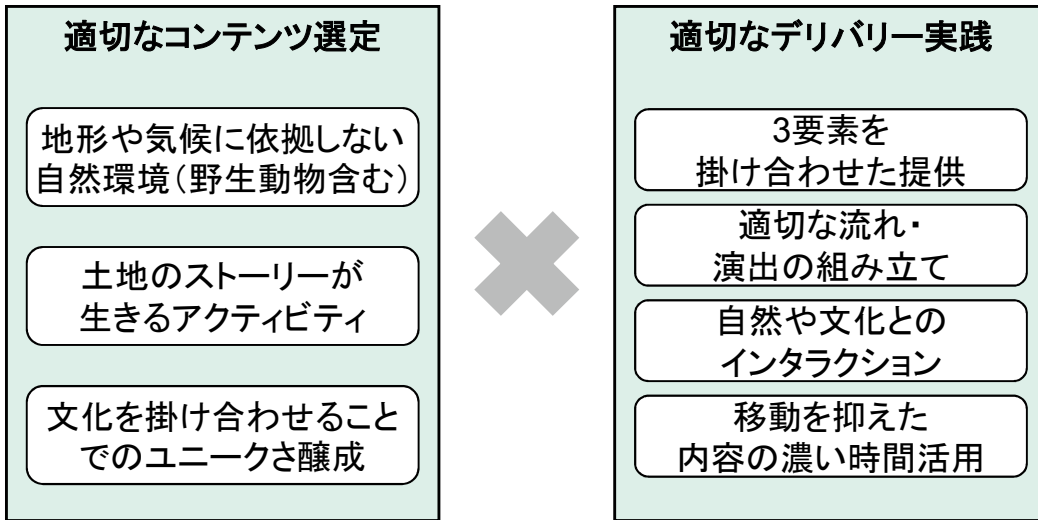 適切なコンテンツ選定
地形や気候に依拠しない
自然環境（野生動物含む）
土地のストーリーが
生きるアクティビティ
文化を掛け合わせること
でのユニークさ醸成
適切なデリバリー実践
3要素を
掛け合わせた提供
適切な流れ・
演出の組み立て
自然や文化との
インタラクション
移動を抑えた
内容の濃い時間活用